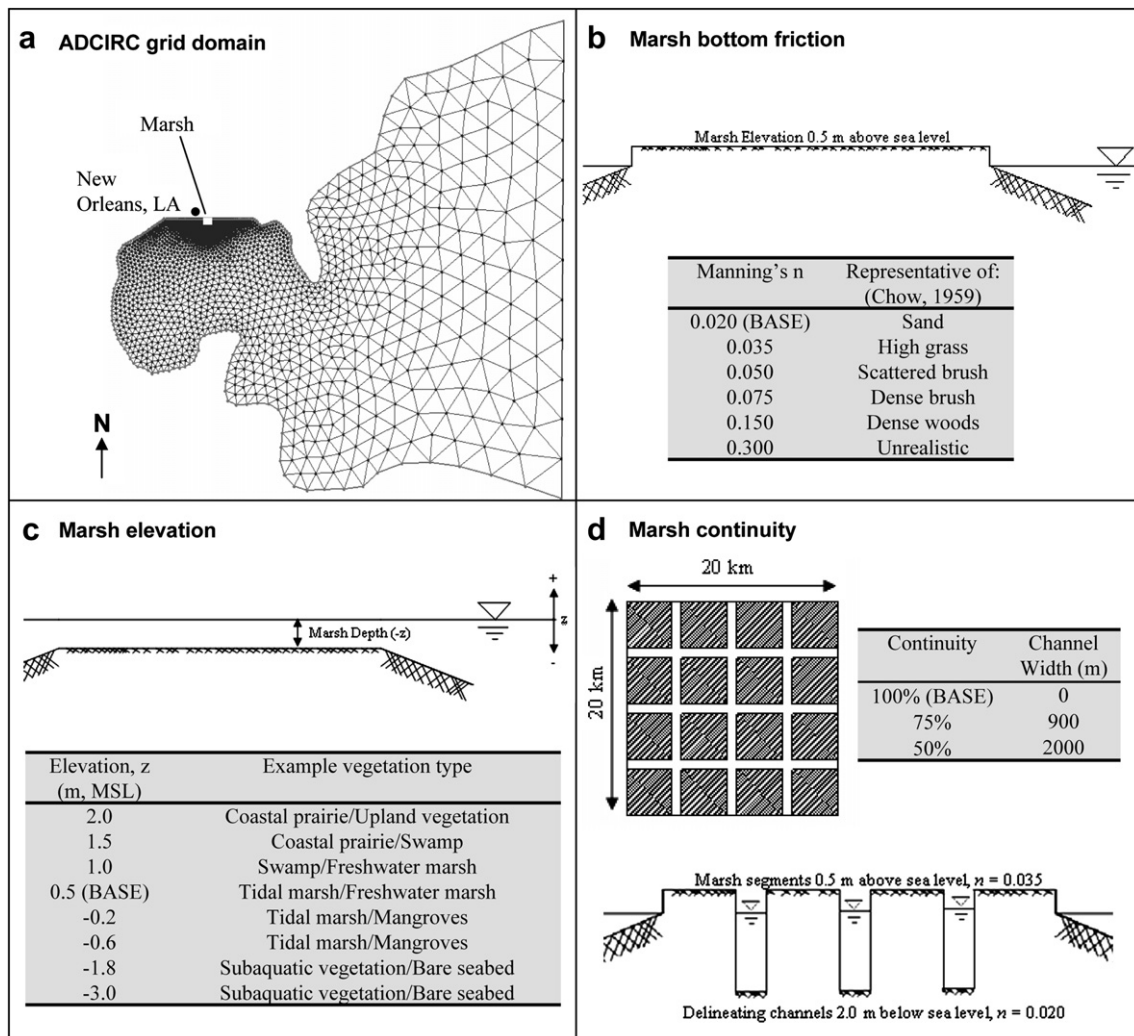 a ADCIRC grid domain
Marsh
New
Orleans, LA
N
b Marsh bottom friction
Marsh Elevation 0.5 m above sea level
Manning's n Representative of:
(Chow, 1959)
0.020 (BASE) Sand
0.035 High grass
0.050 Scattered brush
0.075 Dense brush
0.150 Dense woods
0.300 Unrealistic
c Marsh elevation
+
Marsh Depth (-z)
z
-
Elevation, z Example vegetation type
(m, MSL)
2.0 Coastal prairie/Upland vegetation
1.5 Coastal prairie/Swamp
1.0 Swamp/Freshwater marsh
0.5 (BASE) Tidal marsh/Freshwater marsh
-0.2 Tidal marsh/Mangroves
-0.6 Tidal marsh/Mangroves
-1.8 Subaquatic vegetation/Bare seabed
-3.0 Subaquatic vegetation/Bare seabed
d Marsh continuity
20 km
20 km
Continuity Channel
Width (m)
100% (BASE) 0
75% 900
50% 2000
Marsh segments 0.5 m above sea level, n = 0.035
Delineating channels 2.0 m below sea level, n = 0.020